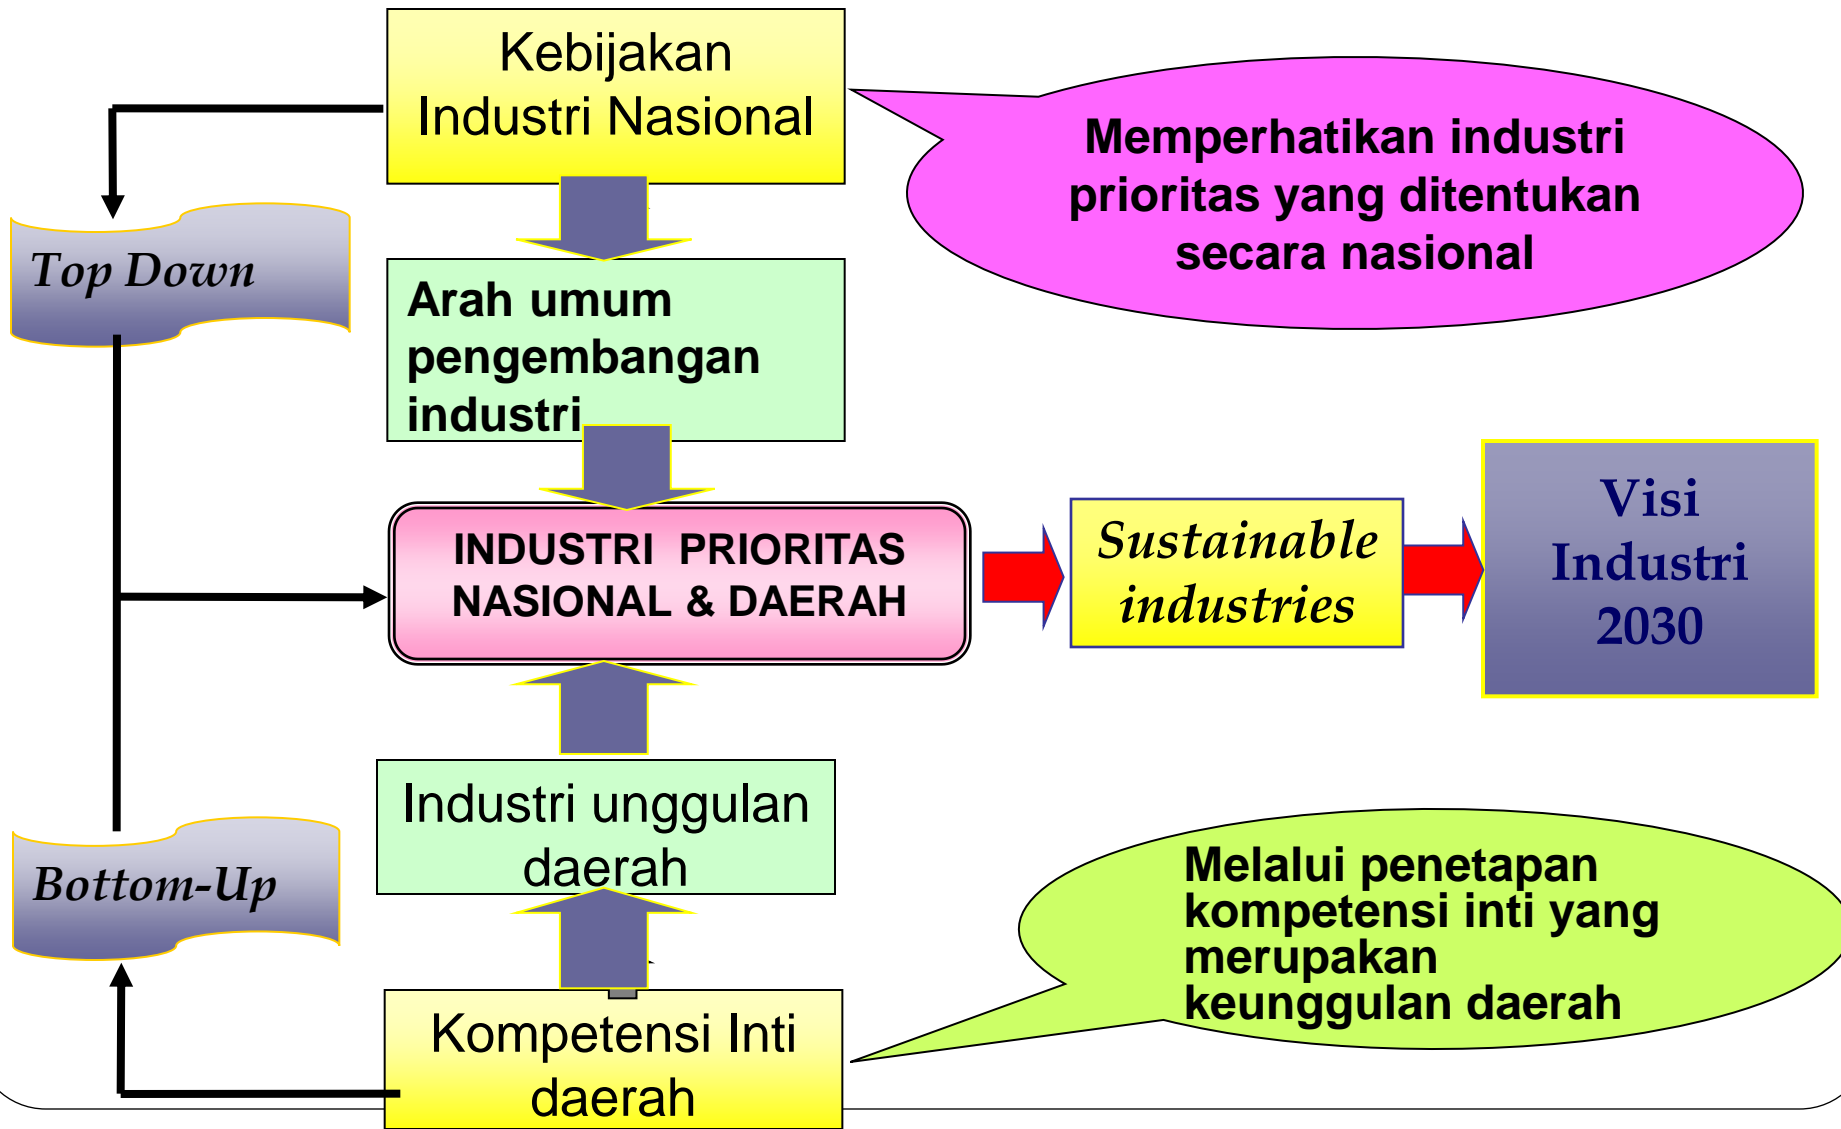 Kebijakan
Industri Nasional
Memperhatikan industri
prioritas yang ditentukan
secara nasional
Top Down
Arah umum
pengembangan
industri
INDUSTRI PRIORITAS
NASIONAL & DAERAH
Sustainable
industries
Visi
Industri
2030
Industri unggulan
daerah
Bottom-Up
Melalui penetapan
kompetensi inti yang
merupakan
keunggulan daerah
Kompetensi Inti
daerah